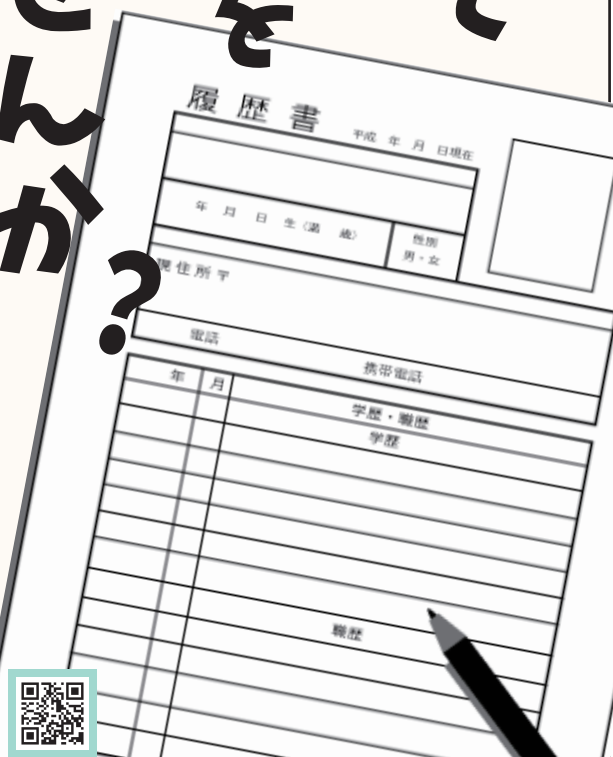 を
んか?
履歴書
平成 年 月 日現在
年 月 日 生(満 歳)
性別
男・女
現住所 〒
電話
携帯電話
年 月 学歴・職歴
学歴
職歴